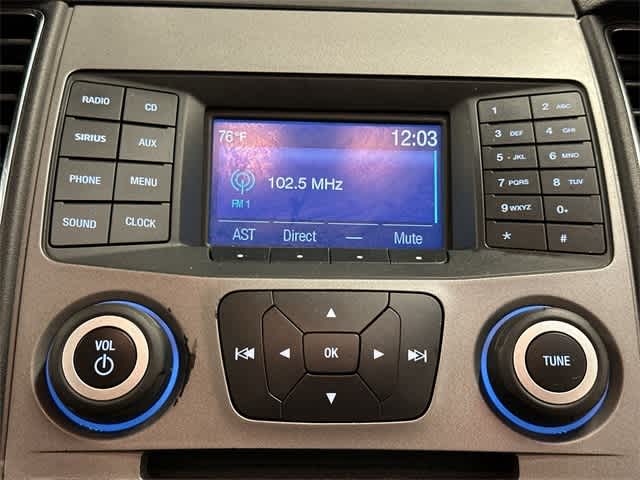 RADIO CD
SIRIUS AUX
PHONE MENU
SOUND CLOCK
76°F 12:03
102.5 MHz
FM 1
AST Direct — Mute
1 2 ABC
3 DEF 4 GHI
5 - JKL 6 MNO
7 PQRS 8 TUV
9 WXYZ 0+
* #
VOL
OK
TUNE